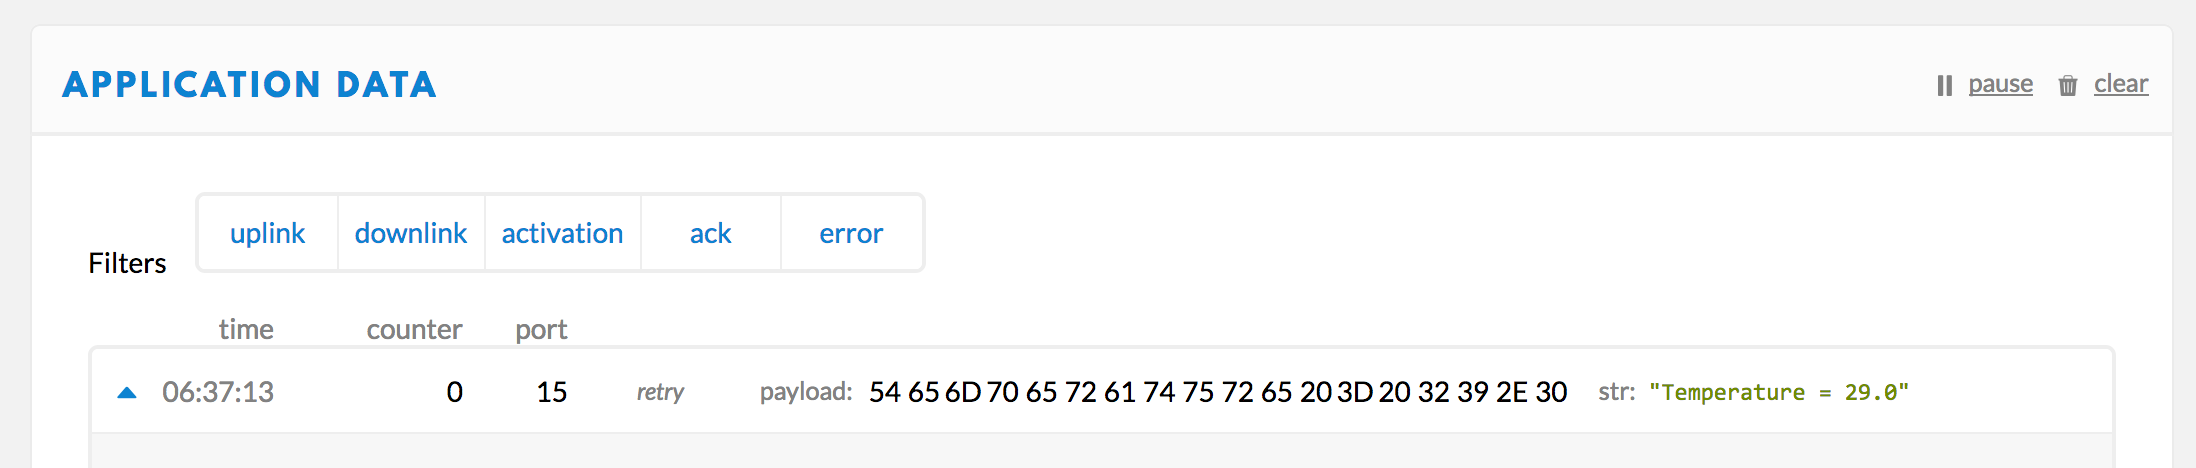 APPLICATION DATA pause clear
uplink downlink activation ack error
Filters
time counter port
06:37:13 0 15 retry payload: 54 65 6D 70 65 72 61 74 75 72 65 20 3D 20 32 39 2E 30 str: "Temperature = 29.0"